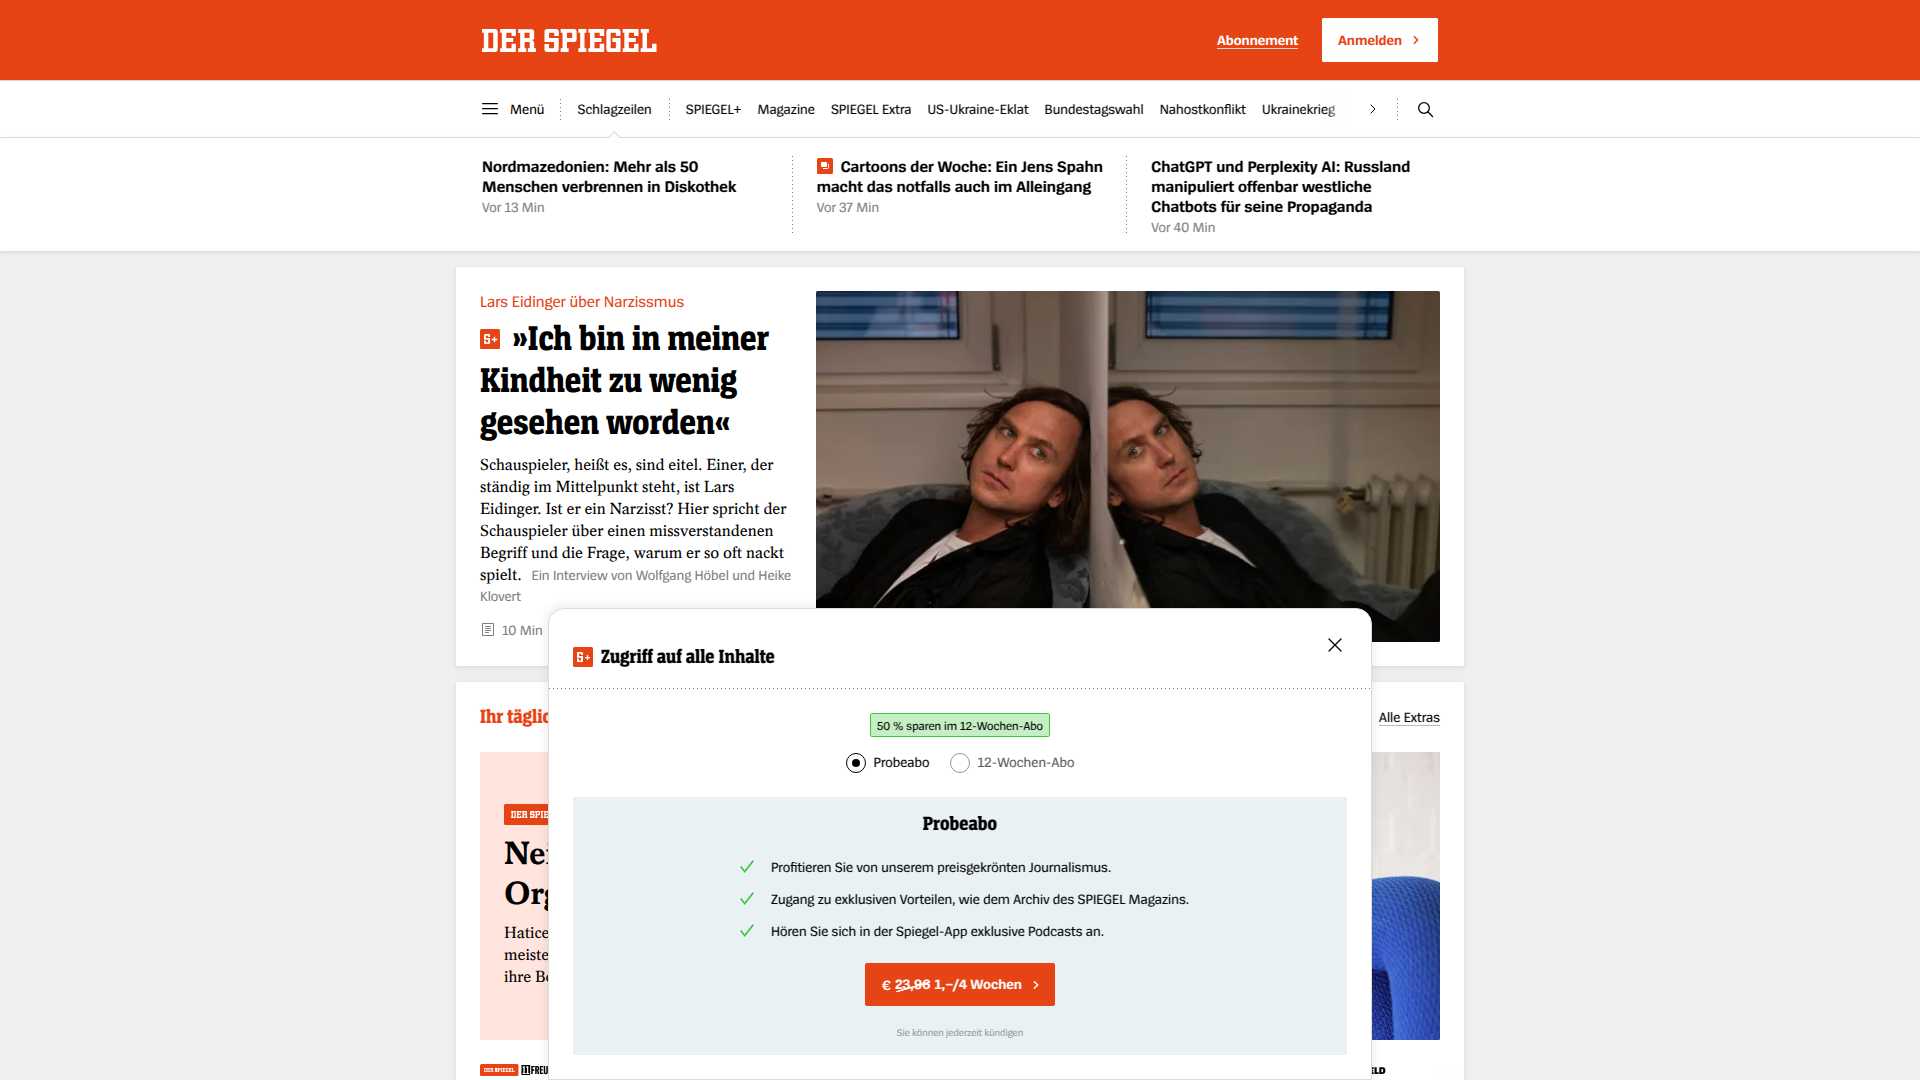 DER SPIEGEL
Abonnement
Anmelden
Menü
Schlagzeilen
SPIEGEL+
Magazine
SPIEGEL Extra
US-Ukraine-Eklat
Bundestagswahl
Nahostkonflikt
Ukrainekrieg
Nordmazedonien: Mehr als 50
Menschen verbrennen in Diskothek
Vor 13 Min
Cartoons der Woche: Ein Jens Spahn
macht das notfalls auch im Alleingang
Vor 37 Min
ChatGPT und Perplexity AI: Russland
manipuliert offenbar westliche
Chatbots für seine Propaganda
Vor 40 Min
Lars Eidinger über Narzissmus
S+ »Ich bin in meiner
Kindheit zu wenig
gesehen worden«
Schauspieler, heißt es, sind eitel. Einer, der
ständig im Mittelpunkt steht, ist Lars
Eidinger. Ist er ein Narzisst? Hier spricht der
Schauspieler über einen missverstandenen
Begriff und die Frage, warum er so oft nackt
spielt. Ein Interview von Wolfgang Höbel und Heike
Klovert
10 Min
S+ Zugriff auf alle Inhalte
50 % sparen im 12-Wochen-Abo
Probeabo
12-Wochen-Abo
Probeabo
Profitieren Sie von unserem preisgekrönten Journalismus.
Zugang zu exklusiven Vorteilen, wie dem Archiv des SPIEGEL Magazins.
Hören Sie sich in der Spiegel-App exklusive Podcasts an.
€ 23,96 1,–/4 Wochen
Sie können jederzeit kündigen
Ihr täglic
Alle Extras
DER SPIE
Hatice
meiste
ihre Be
DER SPIEGEL